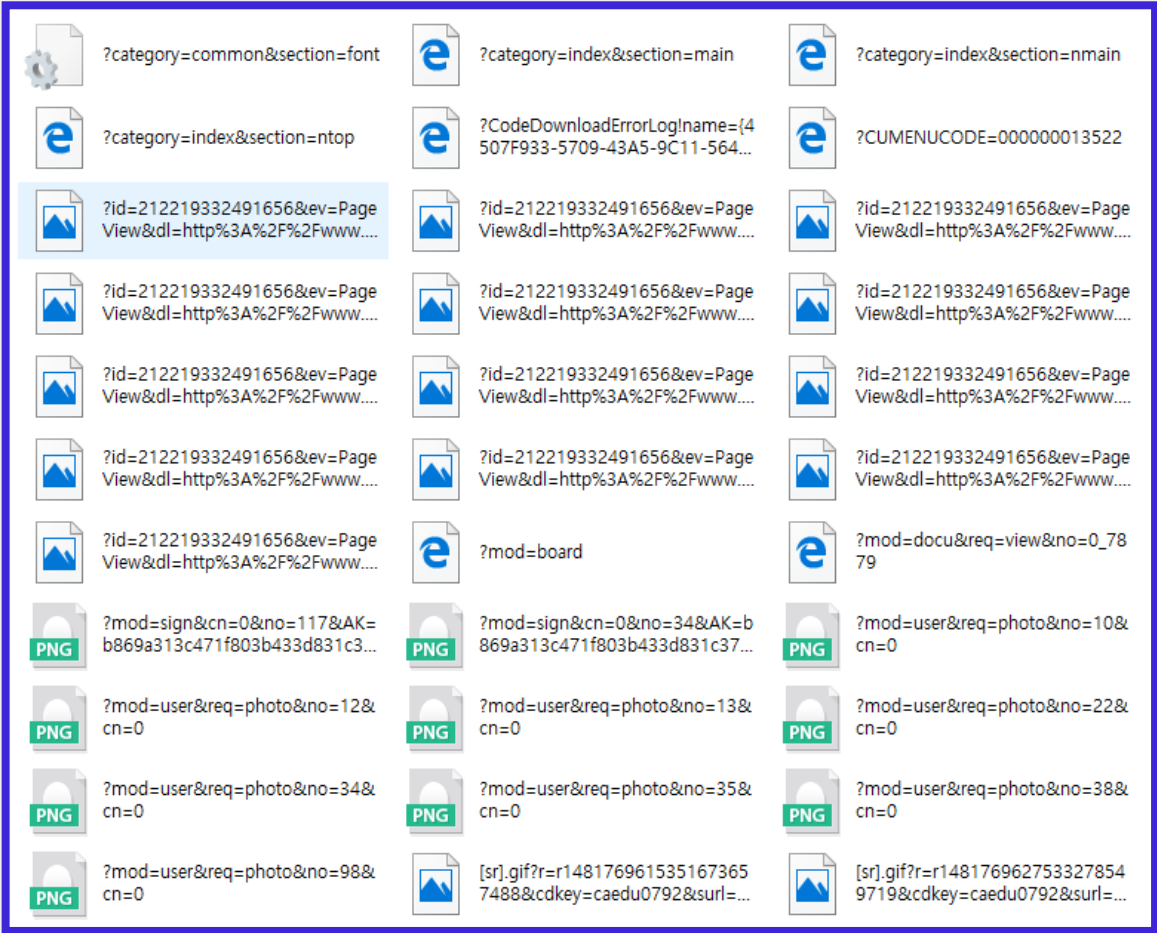 ?category=common&section=font
?category=index&section=main
?category=index&section=nmain
?category=index&section=ntop
?CodeDownloadErrorLog!name={4
507F933-5709-43A5-9C11-564...
?CUMENUCODE=000000013522
?id=212219332491656&ev=Page
View&dl=http%3A%2F%2Fwww....
?id=212219332491656&ev=Page
View&dl=http%3A%2F%2Fwww....
?id=212219332491656&ev=Page
View&dl=http%3A%2F%2Fwww....
?id=212219332491656&ev=Page
View&dl=http%3A%2F%2Fwww....
?id=212219332491656&ev=Page
View&dl=http%3A%2F%2Fwww....
?id=212219332491656&ev=Page
View&dl=http%3A%2F%2Fwww....
?id=212219332491656&ev=Page
View&dl=http%3A%2F%2Fwww....
?id=212219332491656&ev=Page
View&dl=http%3A%2F%2Fwww....
?id=212219332491656&ev=Page
View&dl=http%3A%2F%2Fwww....
?id=212219332491656&ev=Page
View&dl=http%3A%2F%2Fwww....
?id=212219332491656&ev=Page
View&dl=http%3A%2F%2Fwww....
?id=212219332491656&ev=Page
View&dl=http%3A%2F%2Fwww....
?id=212219332491656&ev=Page
View&dl=http%3A%2F%2Fwww....
?mod=board
?mod=docu&req=view&no=0_78
79
PNG
?mod=sign&cn=0&no=117&AK=
b869a313c471f803b433d831c3...
PNG
?mod=sign&cn=0&no=34&AK=b
869a313c471f803b433d831c37...
PNG
?mod=user&req=photo&no=10&
cn=0
PNG
?mod=user&req=photo&no=12&
cn=0
PNG
?mod=user&req=photo&no=13&
cn=0
PNG
?mod=user&req=photo&no=22&
cn=0
PNG
?mod=user&req=photo&no=34&
cn=0
PNG
?mod=user&req=photo&no=35&
cn=0
PNG
?mod=user&req=photo&no=38&
cn=0
PNG
?mod=user&req=photo&no=98&
cn=0
[sr].gif?r=r148176961535167365
7488&cdkey=caedu0792&surl=...
[sr].gif?r=r148176962753327854
9719&cdkey=caedu0792&surl=...